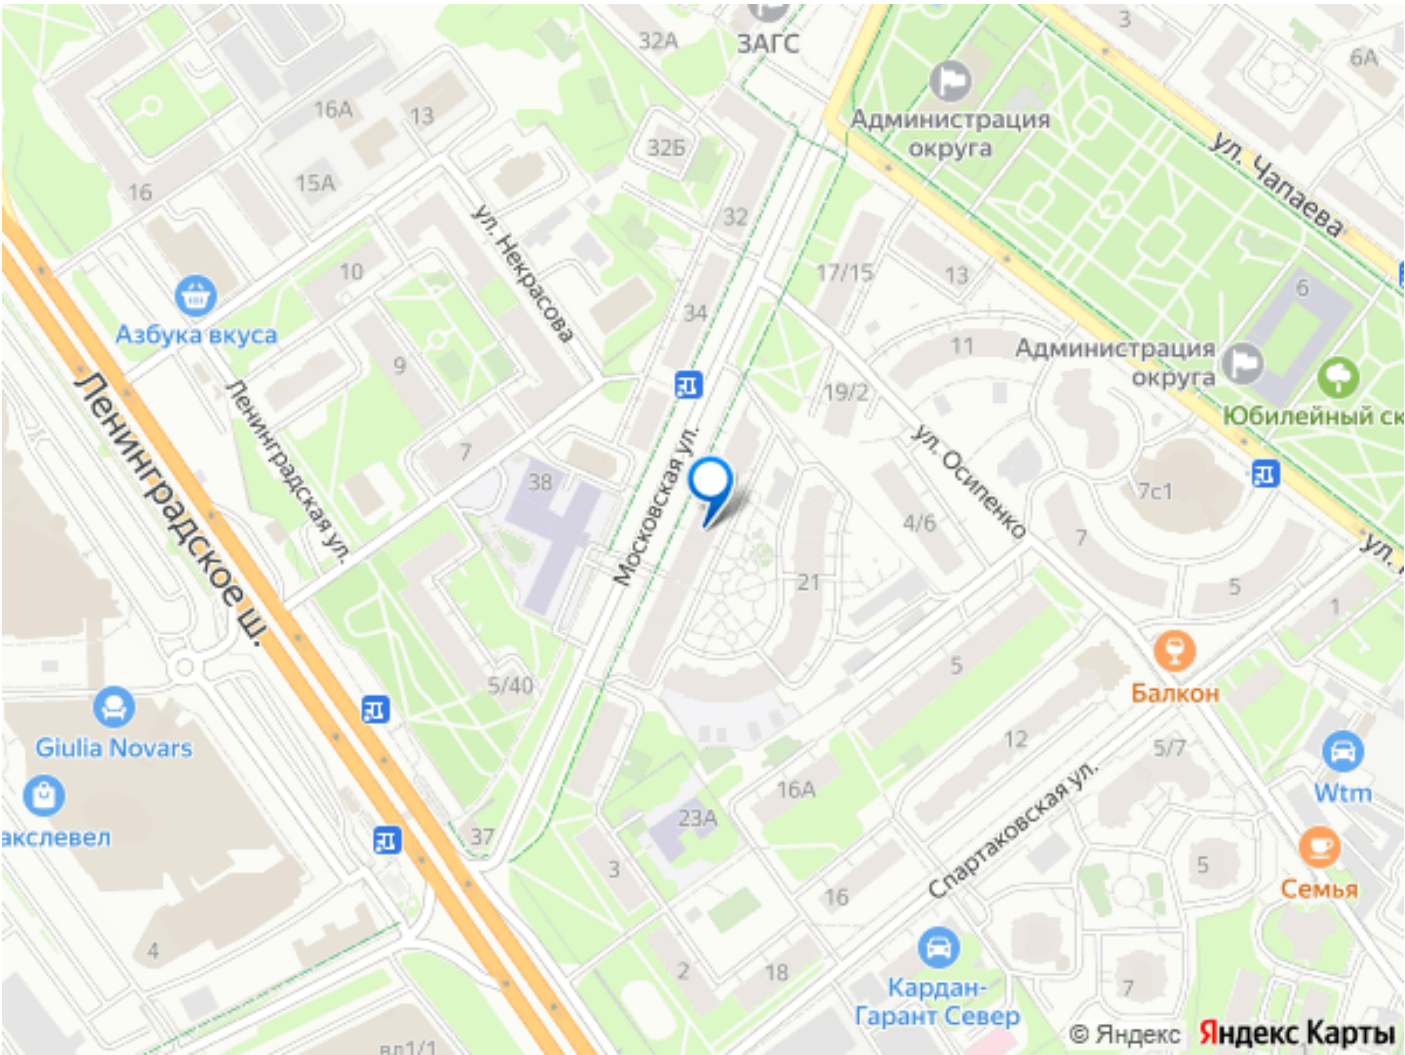 32А
ЗАГС
3
6А
16А
13
Администрация
округа
32Б
ул. Чапаева
15А
16
32
ул. Некрасова
10
17/15
13
6
Азбука вкуса
34
9
11
Администрация
округа
19/2
Юбилейный ск
Ленинградское ш.
Ленинградская ул.
7
38
Московская ул.
ул. Осипенко
7с1
4/6
7
ул.
21
5
1
5/40
5
Балкон
Giulia Novars
12
5/7
16А
Wtm
акслевел
23А
37
Спартаковская ул.
3
5
Семья
16
4
2
18
Кардан-
Гарант Север
7
вл1/1
© Яндекс Яндекс Карты